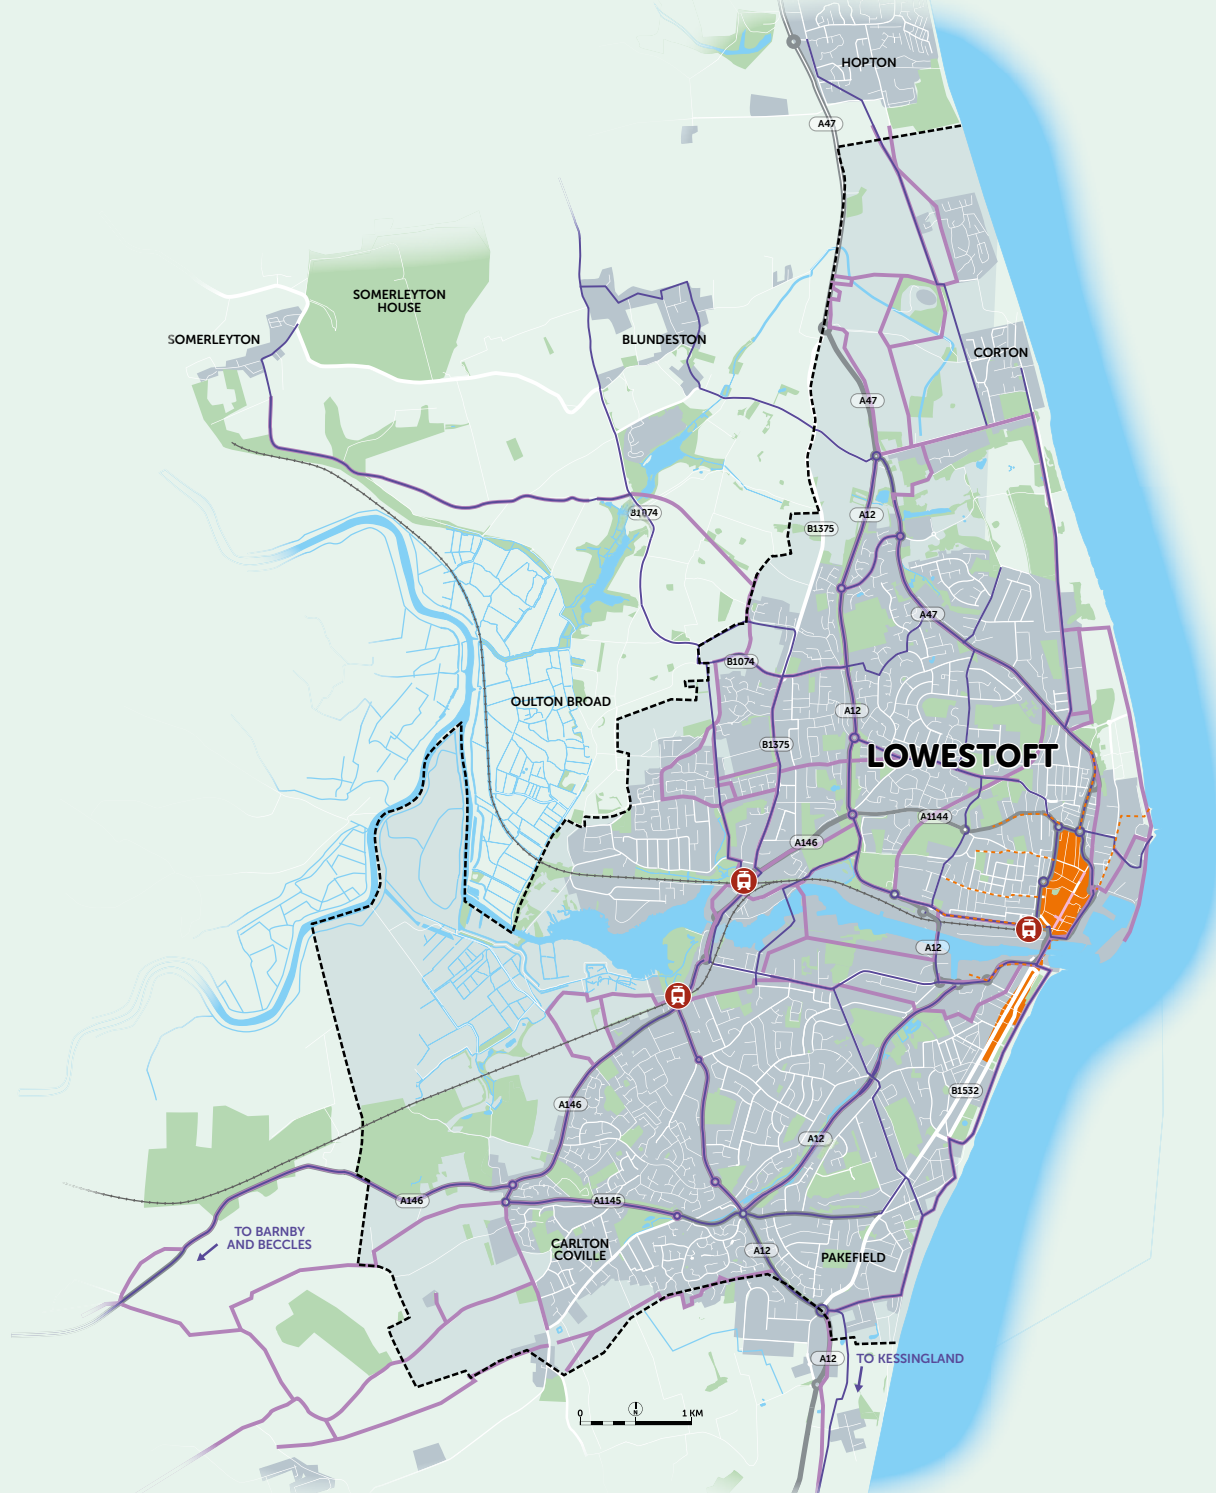 HOPTON
A47
SOMERLEYTON
HOUSE
SOMERLEYTON
BLUNDESTON
CORTON
A47
B1074
A12
B1375
A47
B1074
OULTON BROAD
A12
B1375
LOWESTOFT
A1144
A146
A12
B1532
A146
A12
A146
A1145
TO BARNBY
AND BECCLES
CARLTON
COVILLE
A12
PAKEFIELD
A12
TO KESSINGLAND
0
N
1 KM